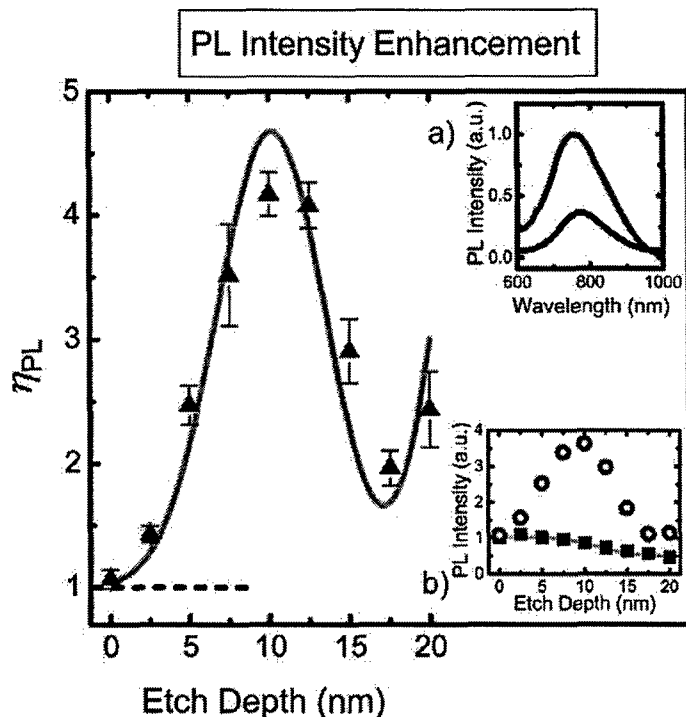 PL Intensity Enhancement
5
4
3
2
1
ηPL
0
5
10
15
20
Etch Depth (nm)
a)
PL Intensity (a.u.)
1.0
0.5
0.0
600
800
1000
Wavelength (nm)
b)
PL Intensity (a.u.)
4
3
2
1
0
0
5
10
15
20
Etch Depth (nm)